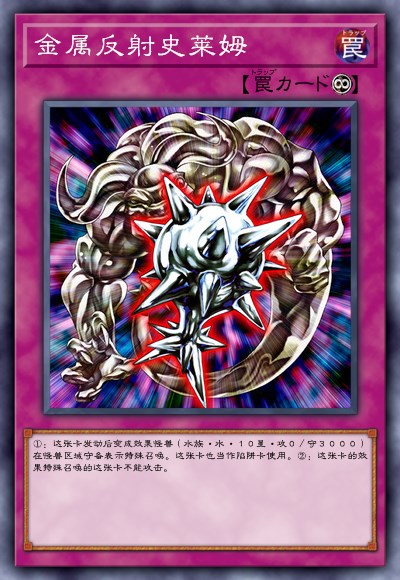 金属反射史莱姆
トラップ
罠
【罠カード】
トラップ
①：这张卡发动后变成效果怪兽（水族·水·10星·攻0／守3000）
在怪兽区域守备表示特殊召唤。这张卡也当作陷阱卡使用。②：这张卡的效
果特殊召唤的这张卡不能攻击。